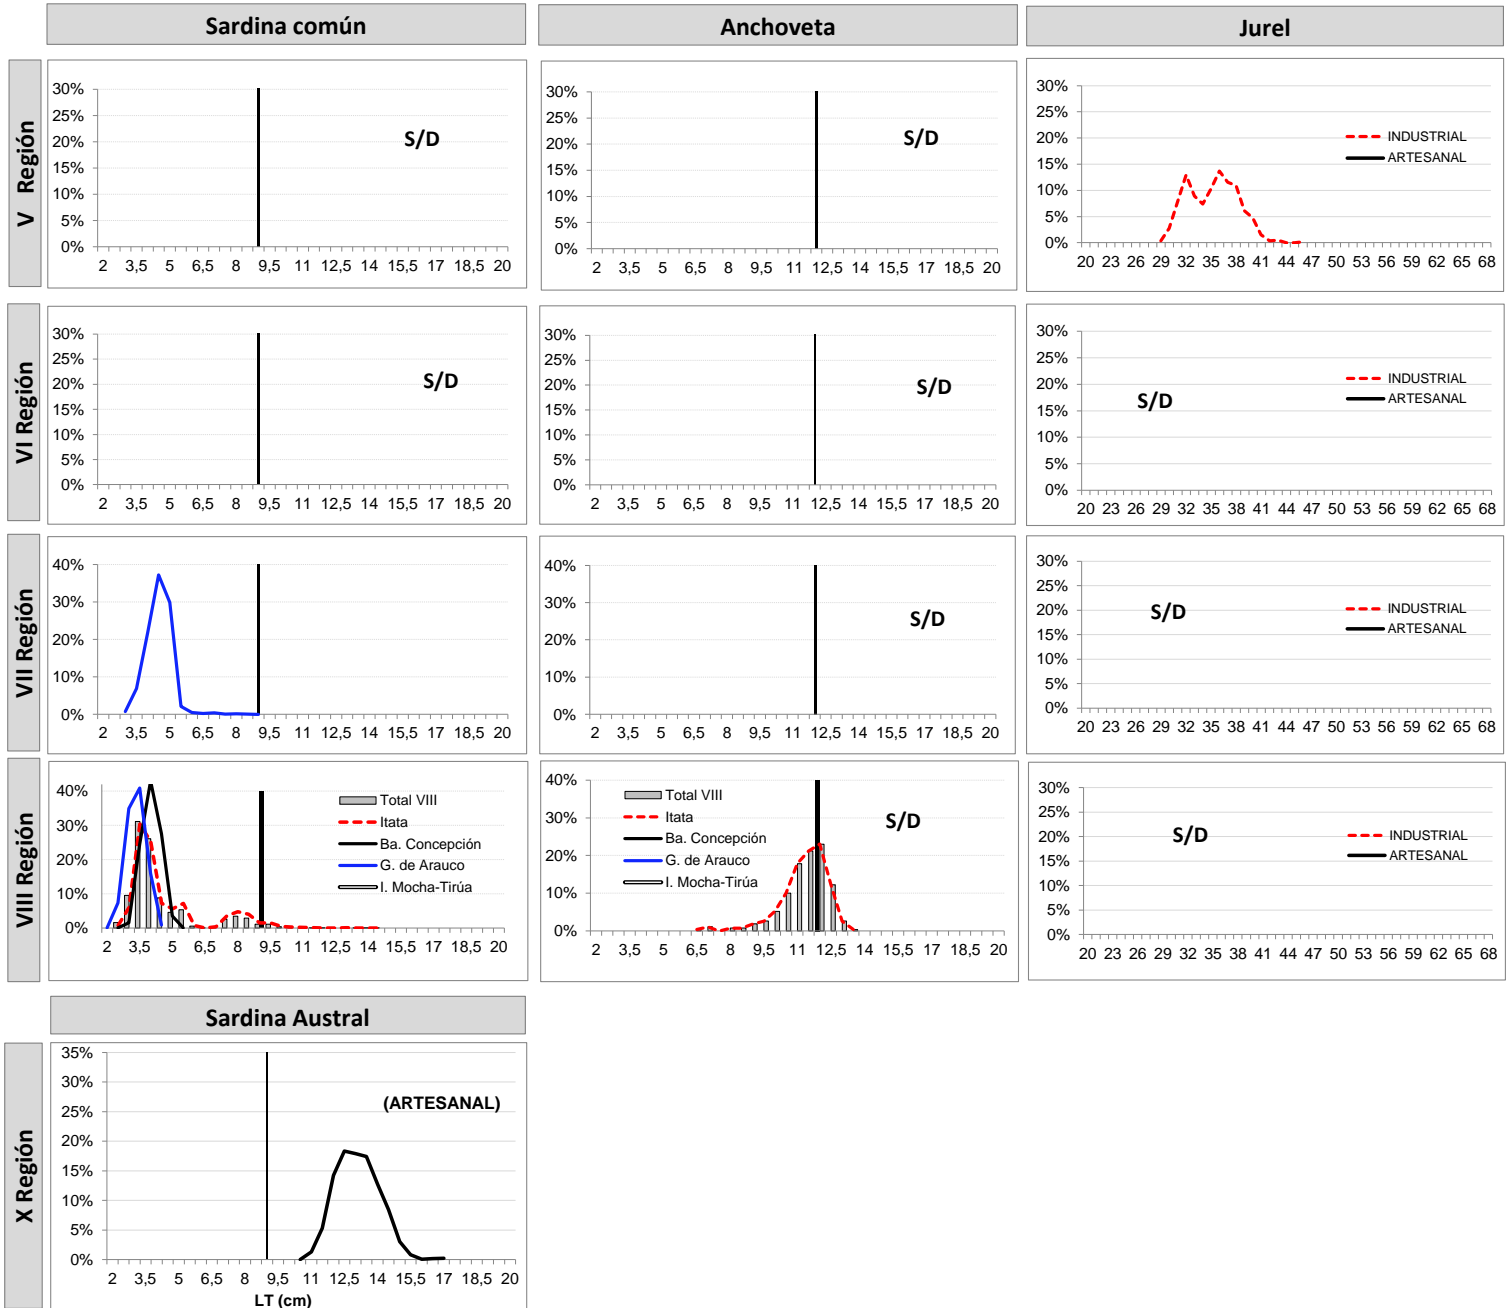 Sardina común
Anchoveta
Jurel
V Región
30%
25%
20%
15%
10%
5%
0%
S/D
2 3,5 5 6,5 8 9,5 11 12,5 14 15,5 17 18,5 20
30%
25%
20%
15%
10%
5%
0%
S/D
2 3,5 5 6,5 8 9,5 11 12,5 14 15,5 17 18,5 20
30%
25%
20%
15%
10%
5%
0%
INDUSTRIAL
ARTESANAL
20 23 26 29 32 35 38 41 44 47 50 53 56 59 62 65 68
VI Región
30%
25%
20%
15%
10%
5%
0%
S/D
2 3,5 5 6,5 8 9,5 11 12,5 14 15,5 17 18,5 20
30%
25%
20%
15%
10%
5%
0%
S/D
2 3,5 5 6,5 8 9,5 11 12,5 14 15,5 17 18,5 20
30%
25%
20%
15%
10%
5%
0%
S/D
INDUSTRIAL
ARTESANAL
20 23 26 29 32 35 38 41 44 47 50 53 56 59 62 65 68
VII Región
40%
30%
20%
10%
0%
2 3,5 5 6,5 8 9,5 11 12,5 14 15,5 17 18,5 20
40%
30%
20%
10%
0%
S/D
2 3,5 5 6,5 8 9,5 11 12,5 14 15,5 17 18,5 20
30%
25%
20%
15%
10%
5%
0%
S/D
INDUSTRIAL
ARTESANAL
20 23 26 29 32 35 38 41 44 47 50 53 56 59 62 65 68
VIII Región
40%
30%
20%
10%
0%
Total VIII
Itata
Ba. Concepción
G. de Arauco
I. Mocha-Tirúa
2 3,5 5 6,5 8 9,5 11 12,5 14 15,5 17 18,5 20
40%
30%
20%
10%
0%
Total VIII
Itata
Ba. Concepción
G. de Arauco
I. Mocha-Tirúa
S/D
2 3,5 5 6,5 8 9,5 11 12,5 14 15,5 17 18,5 20
30%
25%
20%
15%
10%
5%
0%
S/D
INDUSTRIAL
ARTESANAL
20 23 26 29 32 35 38 41 44 47 50 53 56 59 62 65 68
Sardina Austral
X Región
35%
30%
25%
20%
15%
10%
5%
0%
(ARTESANAL)
2 3,5 5 6,5 8 9,5 11 12,5 14 15,5 17 18,5 20
LT (cm)